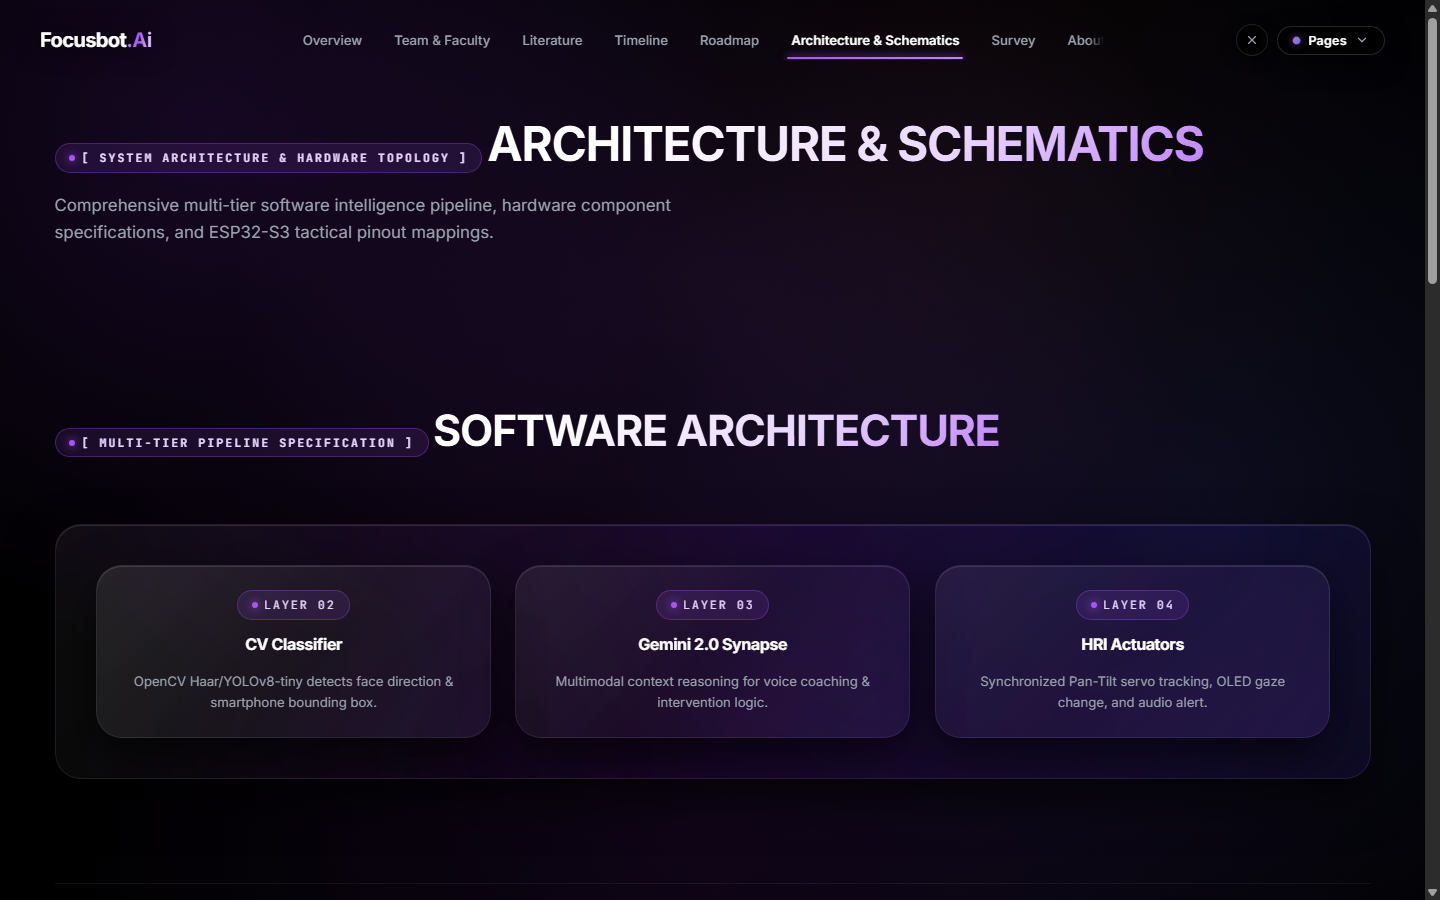 Focusbot.Ai
Overview
Team & Faculty
Literature
Timeline
Roadmap
Architecture & Schematics
Survey
Pages
[ SYSTEM ARCHITECTURE & HARDWARE TOPOLOGY ]
ARCHITECTURE & SCHEMATICS
Comprehensive multi-tier software intelligence pipeline, hardware component
specifications, and ESP32-S3 tactical pinout mappings.
[ MULTI-TIER PIPELINE SPECIFICATION ]
SOFTWARE ARCHITECTURE
LAYER 02
CV Classifier
OpenCV Haar/YOLOv8-tiny detects face direction &
smartphone bounding box.
LAYER 03
Gemini 2.0 Synapse
Multimodal context reasoning for voice coaching &
intervention logic.
LAYER 04
HRI Actuators
Synchronized Pan-Tilt servo tracking, OLED gaze
change, and audio alert.